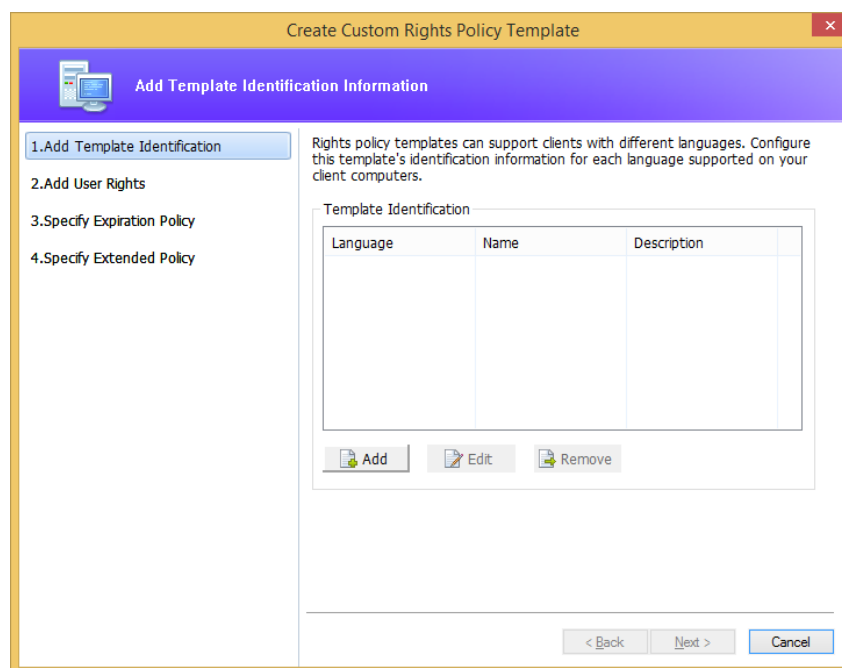 Create Custom Rights Policy Template
Add Template Identification Information
1.Add Template Identification
2.Add User Rights
3.Specify Expiration Policy
4.Specify Extended Policy
Rights policy templates can support clients with different languages. Configure
this template's identification information for each language supported on your
client computers.
Template Identification
Language Name Description
Add Edit Remove
< Back Next > Cancel